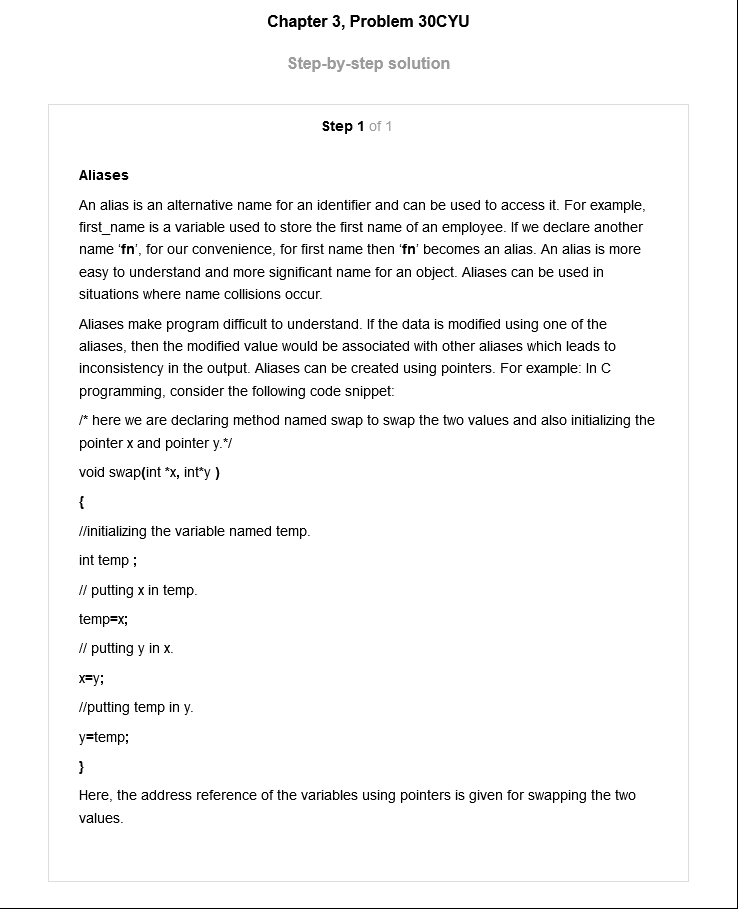 Chapter 3, Problem 30CYU
Step-by-step solution
Step 1 of 1
Aliases
An alias is an alternative name for an identifier and can be used to access it. For example,
first_name is a variable used to store the first name of an employee. If we declare another
name ‘fn’, for our convenience, for first name then ‘fn’ becomes an alias. An alias is more
easy to understand and more significant name for an object. Aliases can be used in
situations where name collisions occur.
Aliases make program difficult to understand. If the data is modified using one of the
aliases, then the modified value would be associated with other aliases which leads to
inconsistency in the output. Aliases can be created using pointers. For example: In C
programming, consider the following code snippet:
/* here we are declaring method named swap to swap the two values and also initializing the
pointer x and pointer y.*/
void swap(int *x, int*y )
{
//initializing the variable named temp.
int temp ;
// putting x in temp.
temp=x;
// putting y in x.
x=y;
//putting temp in y.
y=temp;
}
Here, the address reference of the variables using pointers is given for swapping the two
values.